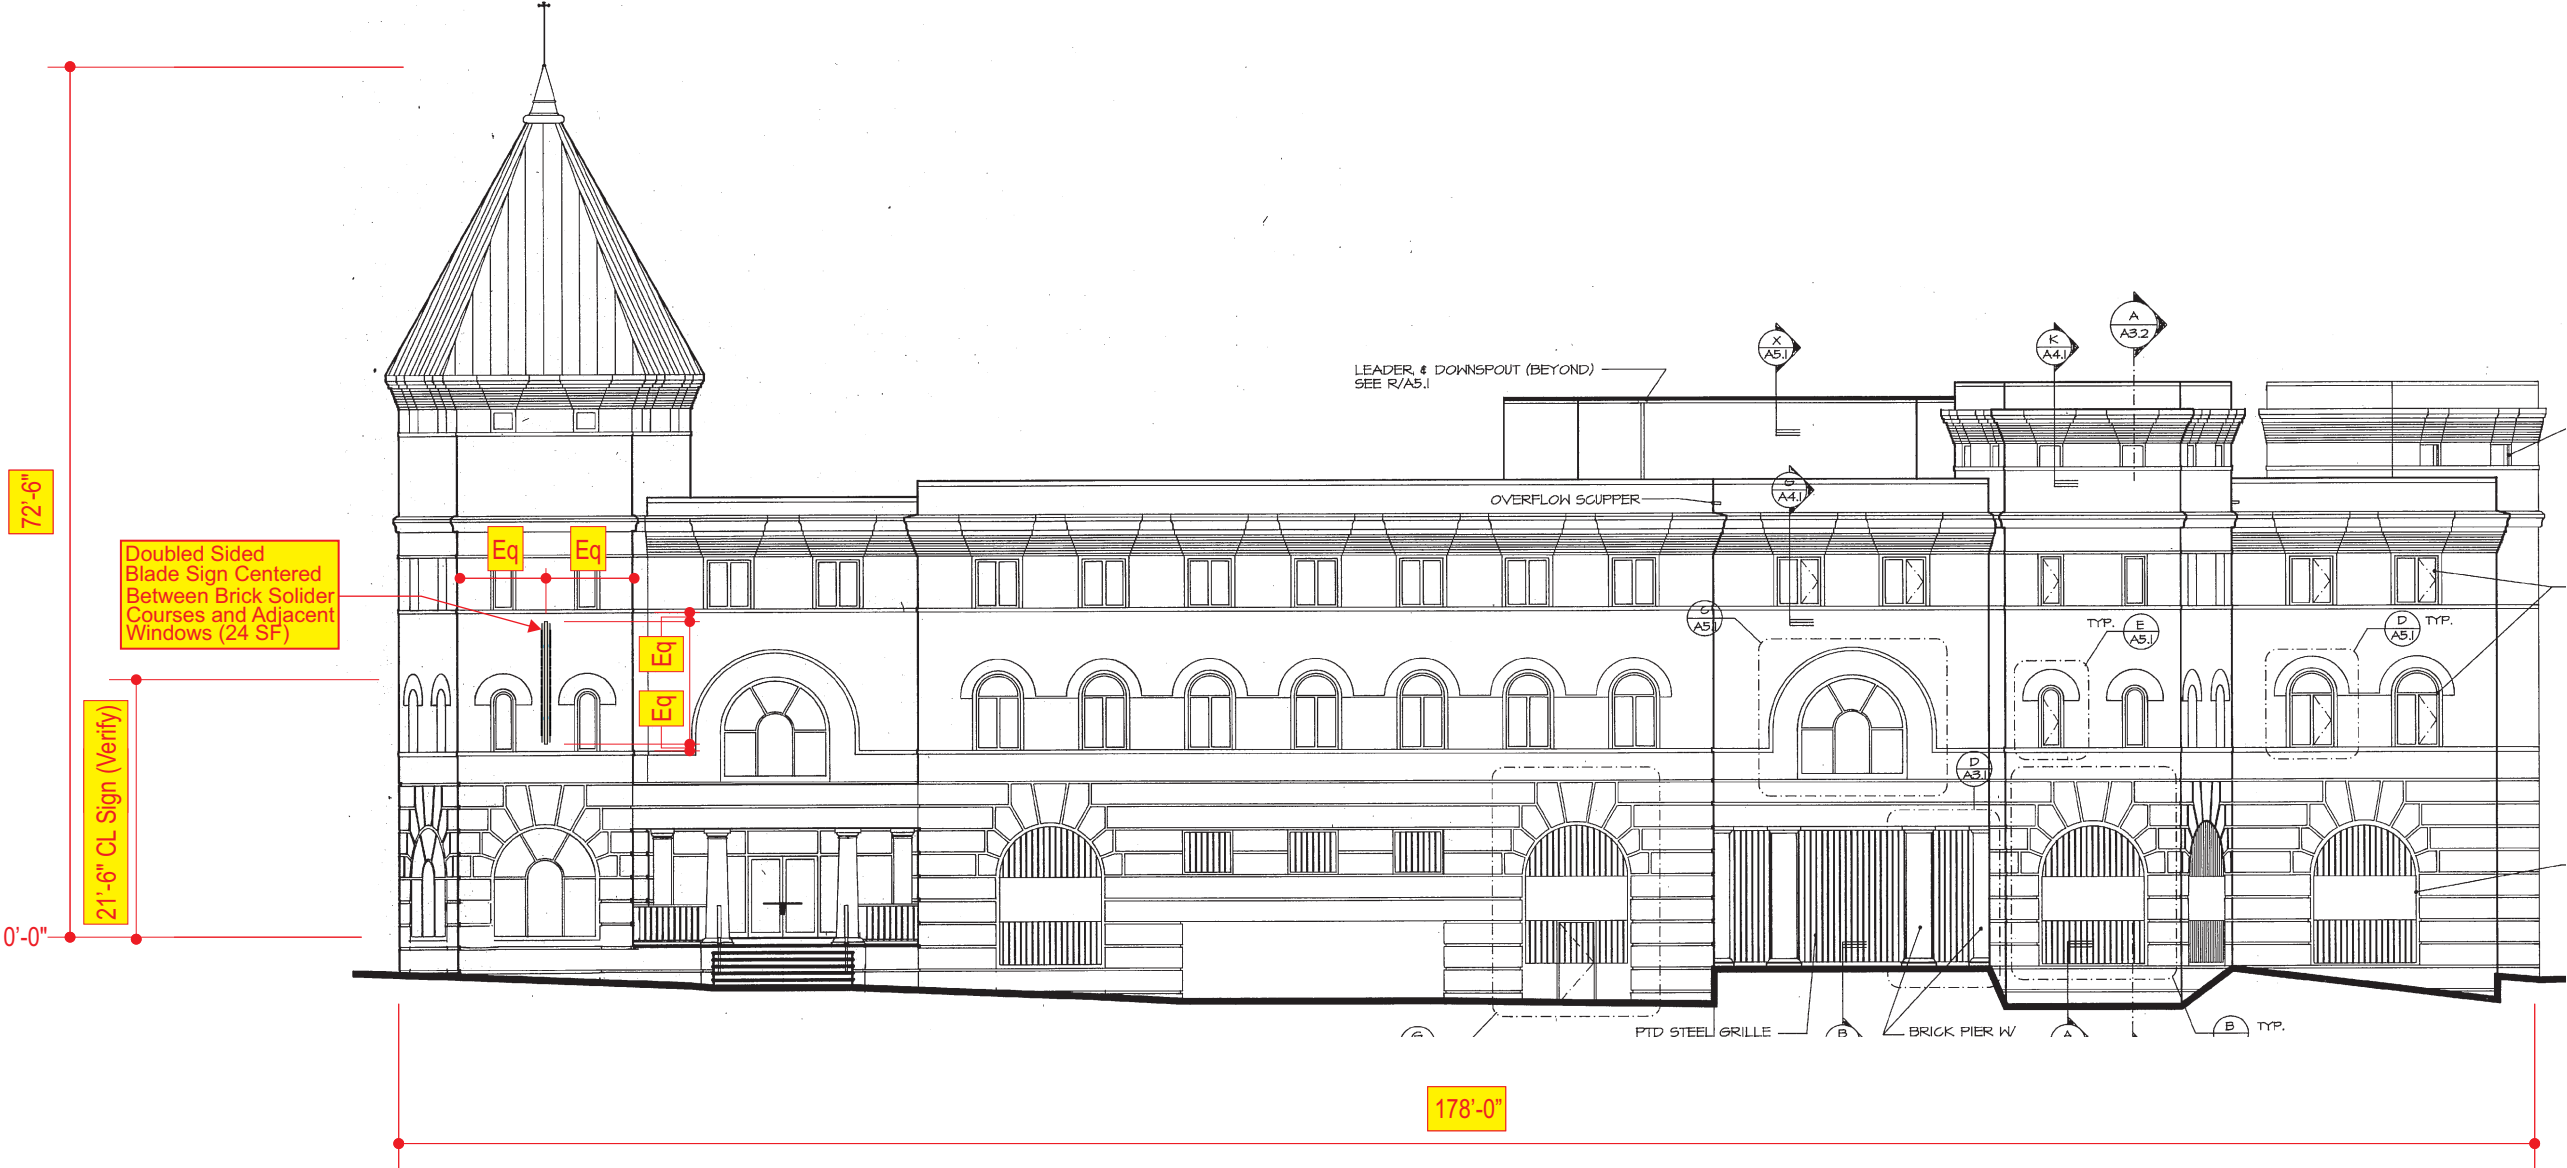 X
A5.1
K
A4.1
A
A3.2
LEADER & DOWNSPOUT (BEYOND)
SEE R/A5.1
72'-6"
OVERFLOW SCUPPER
G
A4.1
Eq
Eq
Doubled Sided
Blade Sign Centered
Between Brick Solider
Courses and Adjacent
Windows (24 SF)
A5.1
TYP.
E
A5.1
D
A5.1
TYP.
Eq
Eq
21'-6" CL Sign (Verify)
D
A3.1
0'-0"
PTD STEEL GRILLE
B
BRICK PIER W/
A
B
TYP.
178'-0"